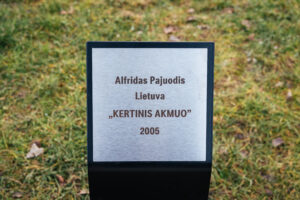 Alfridas Pajuodis
Lietuva
„KERTINIS AKMUO”
2005